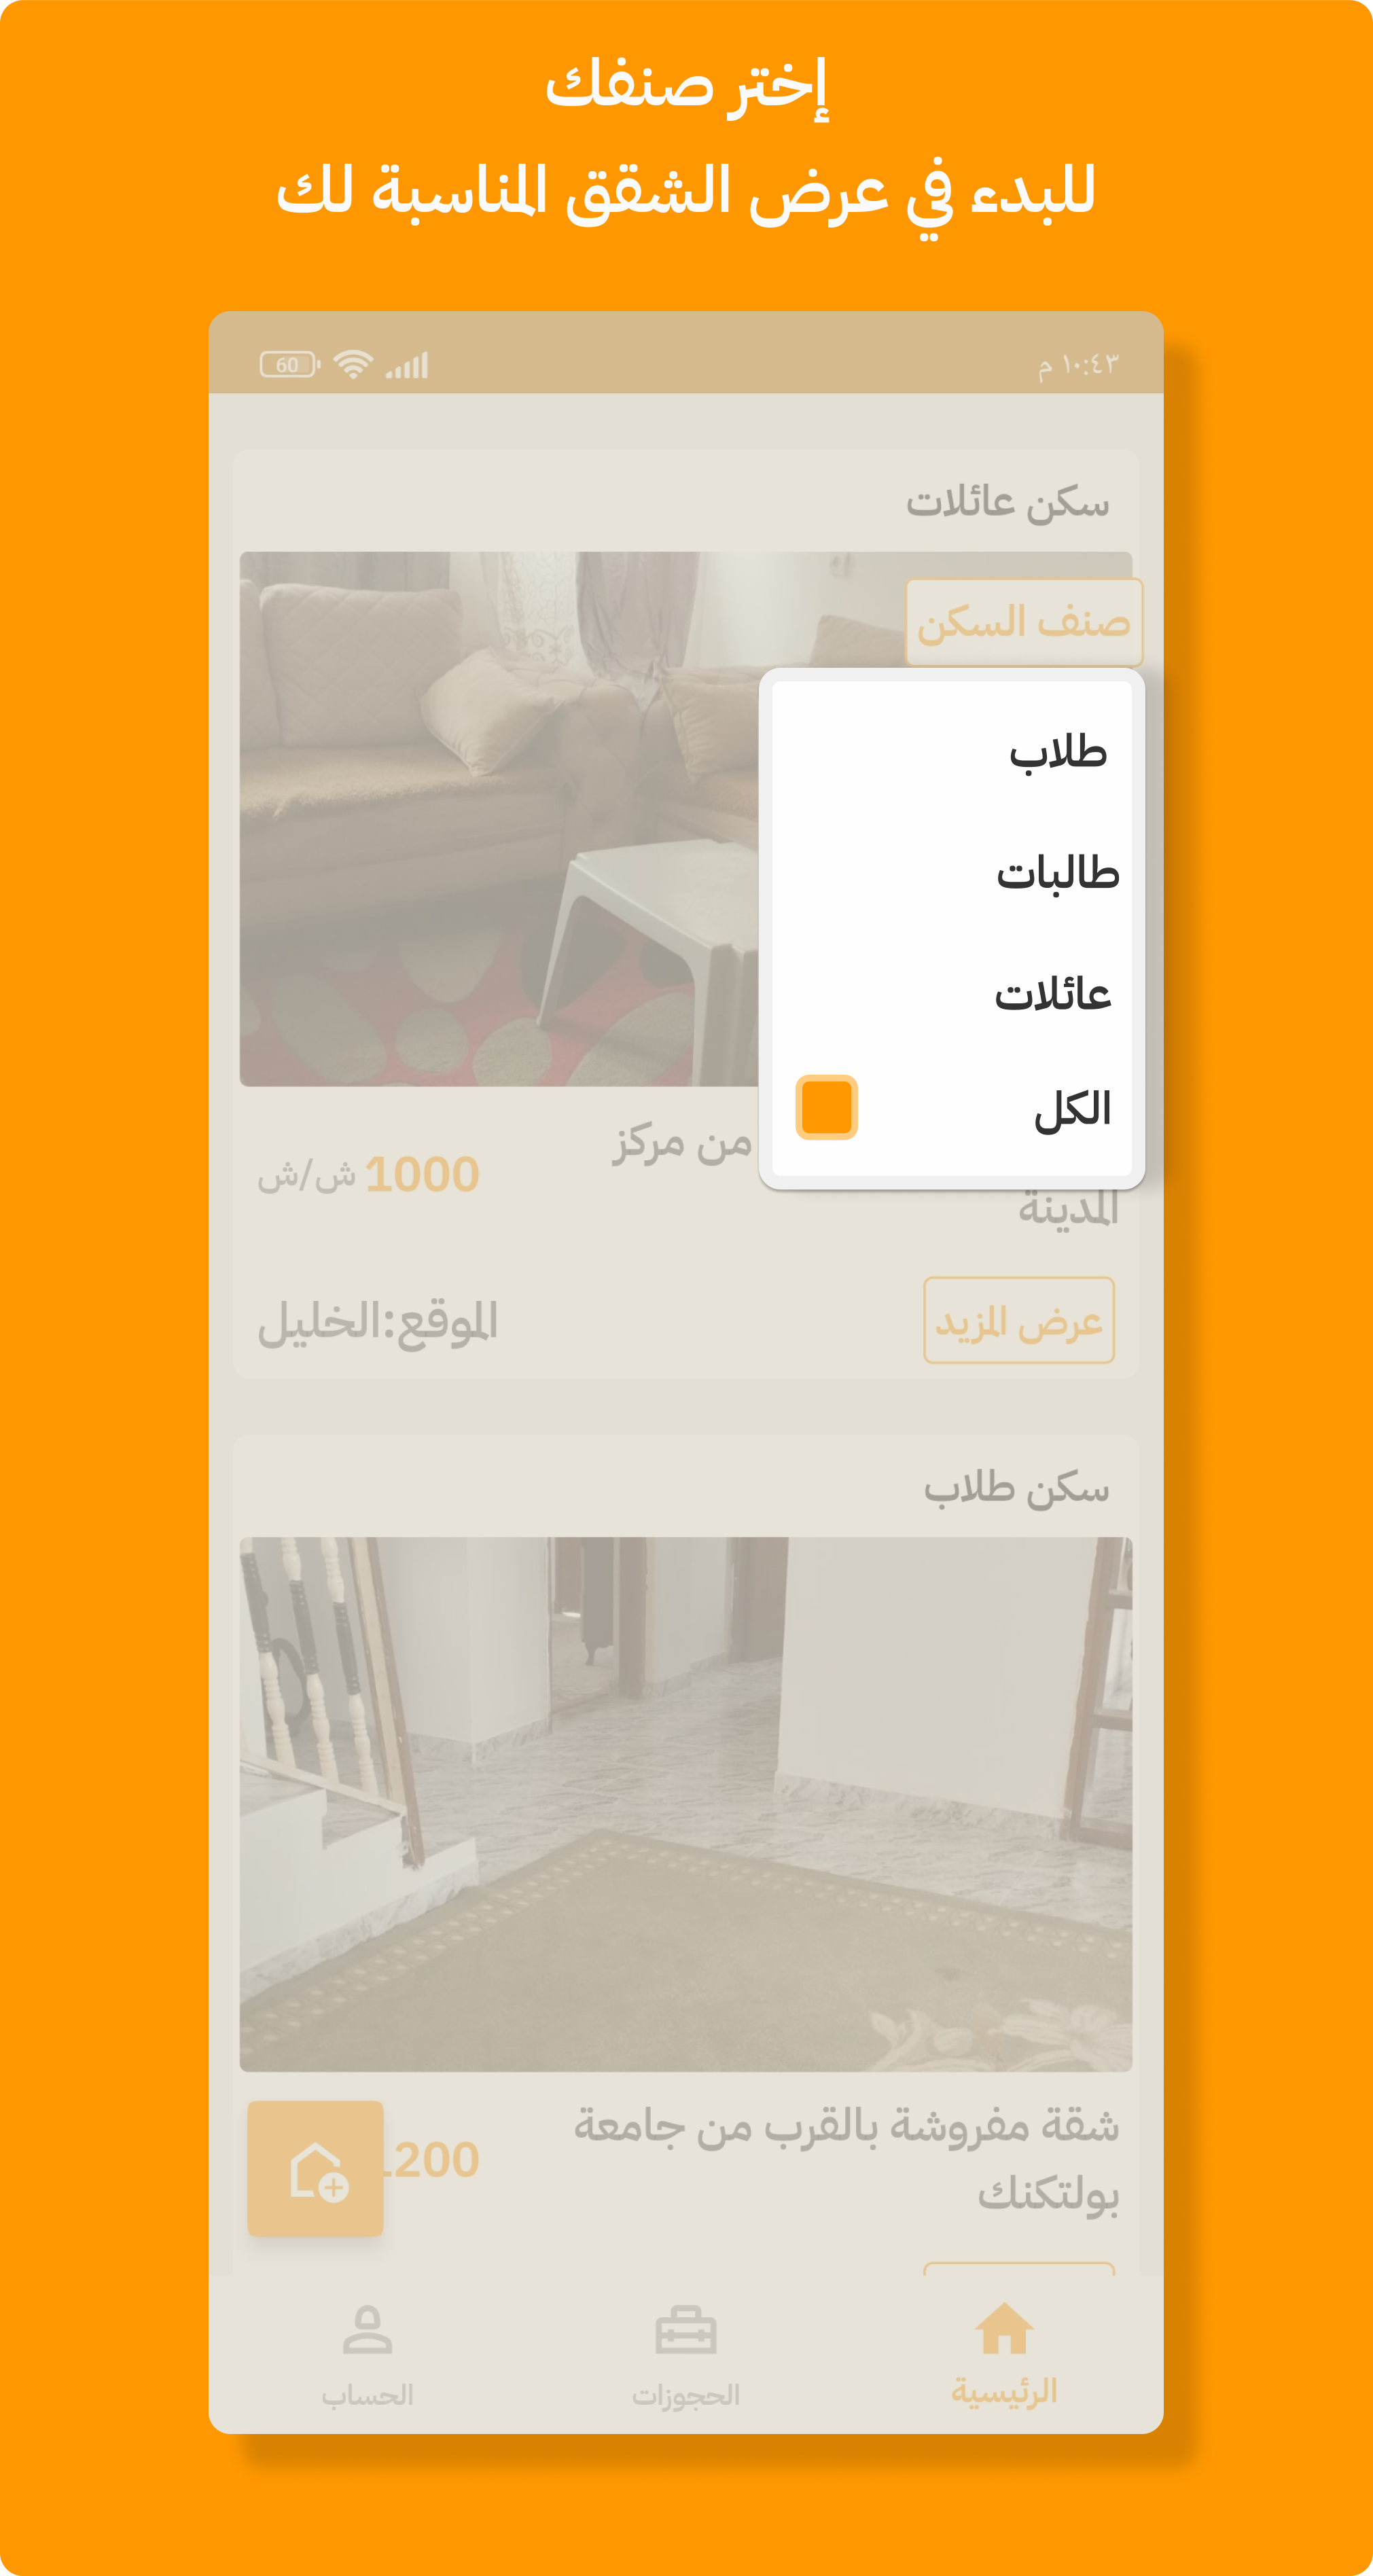 إختر صنفك
للبدء في عرض الشقق المناسبة لك
١٠:٤٣ م
60
سكن عائلات
صنف السكن
طلاب
طالبات
عائلات
الكل
من مركز
المدينة
1000 ش/ش
عرض المزيد
الموقع:الخليل
سكن طلاب
شقة مفروشة بالقرب من جامعة
بولتكنك
200
الرئيسية
الحجوزات
الحساب